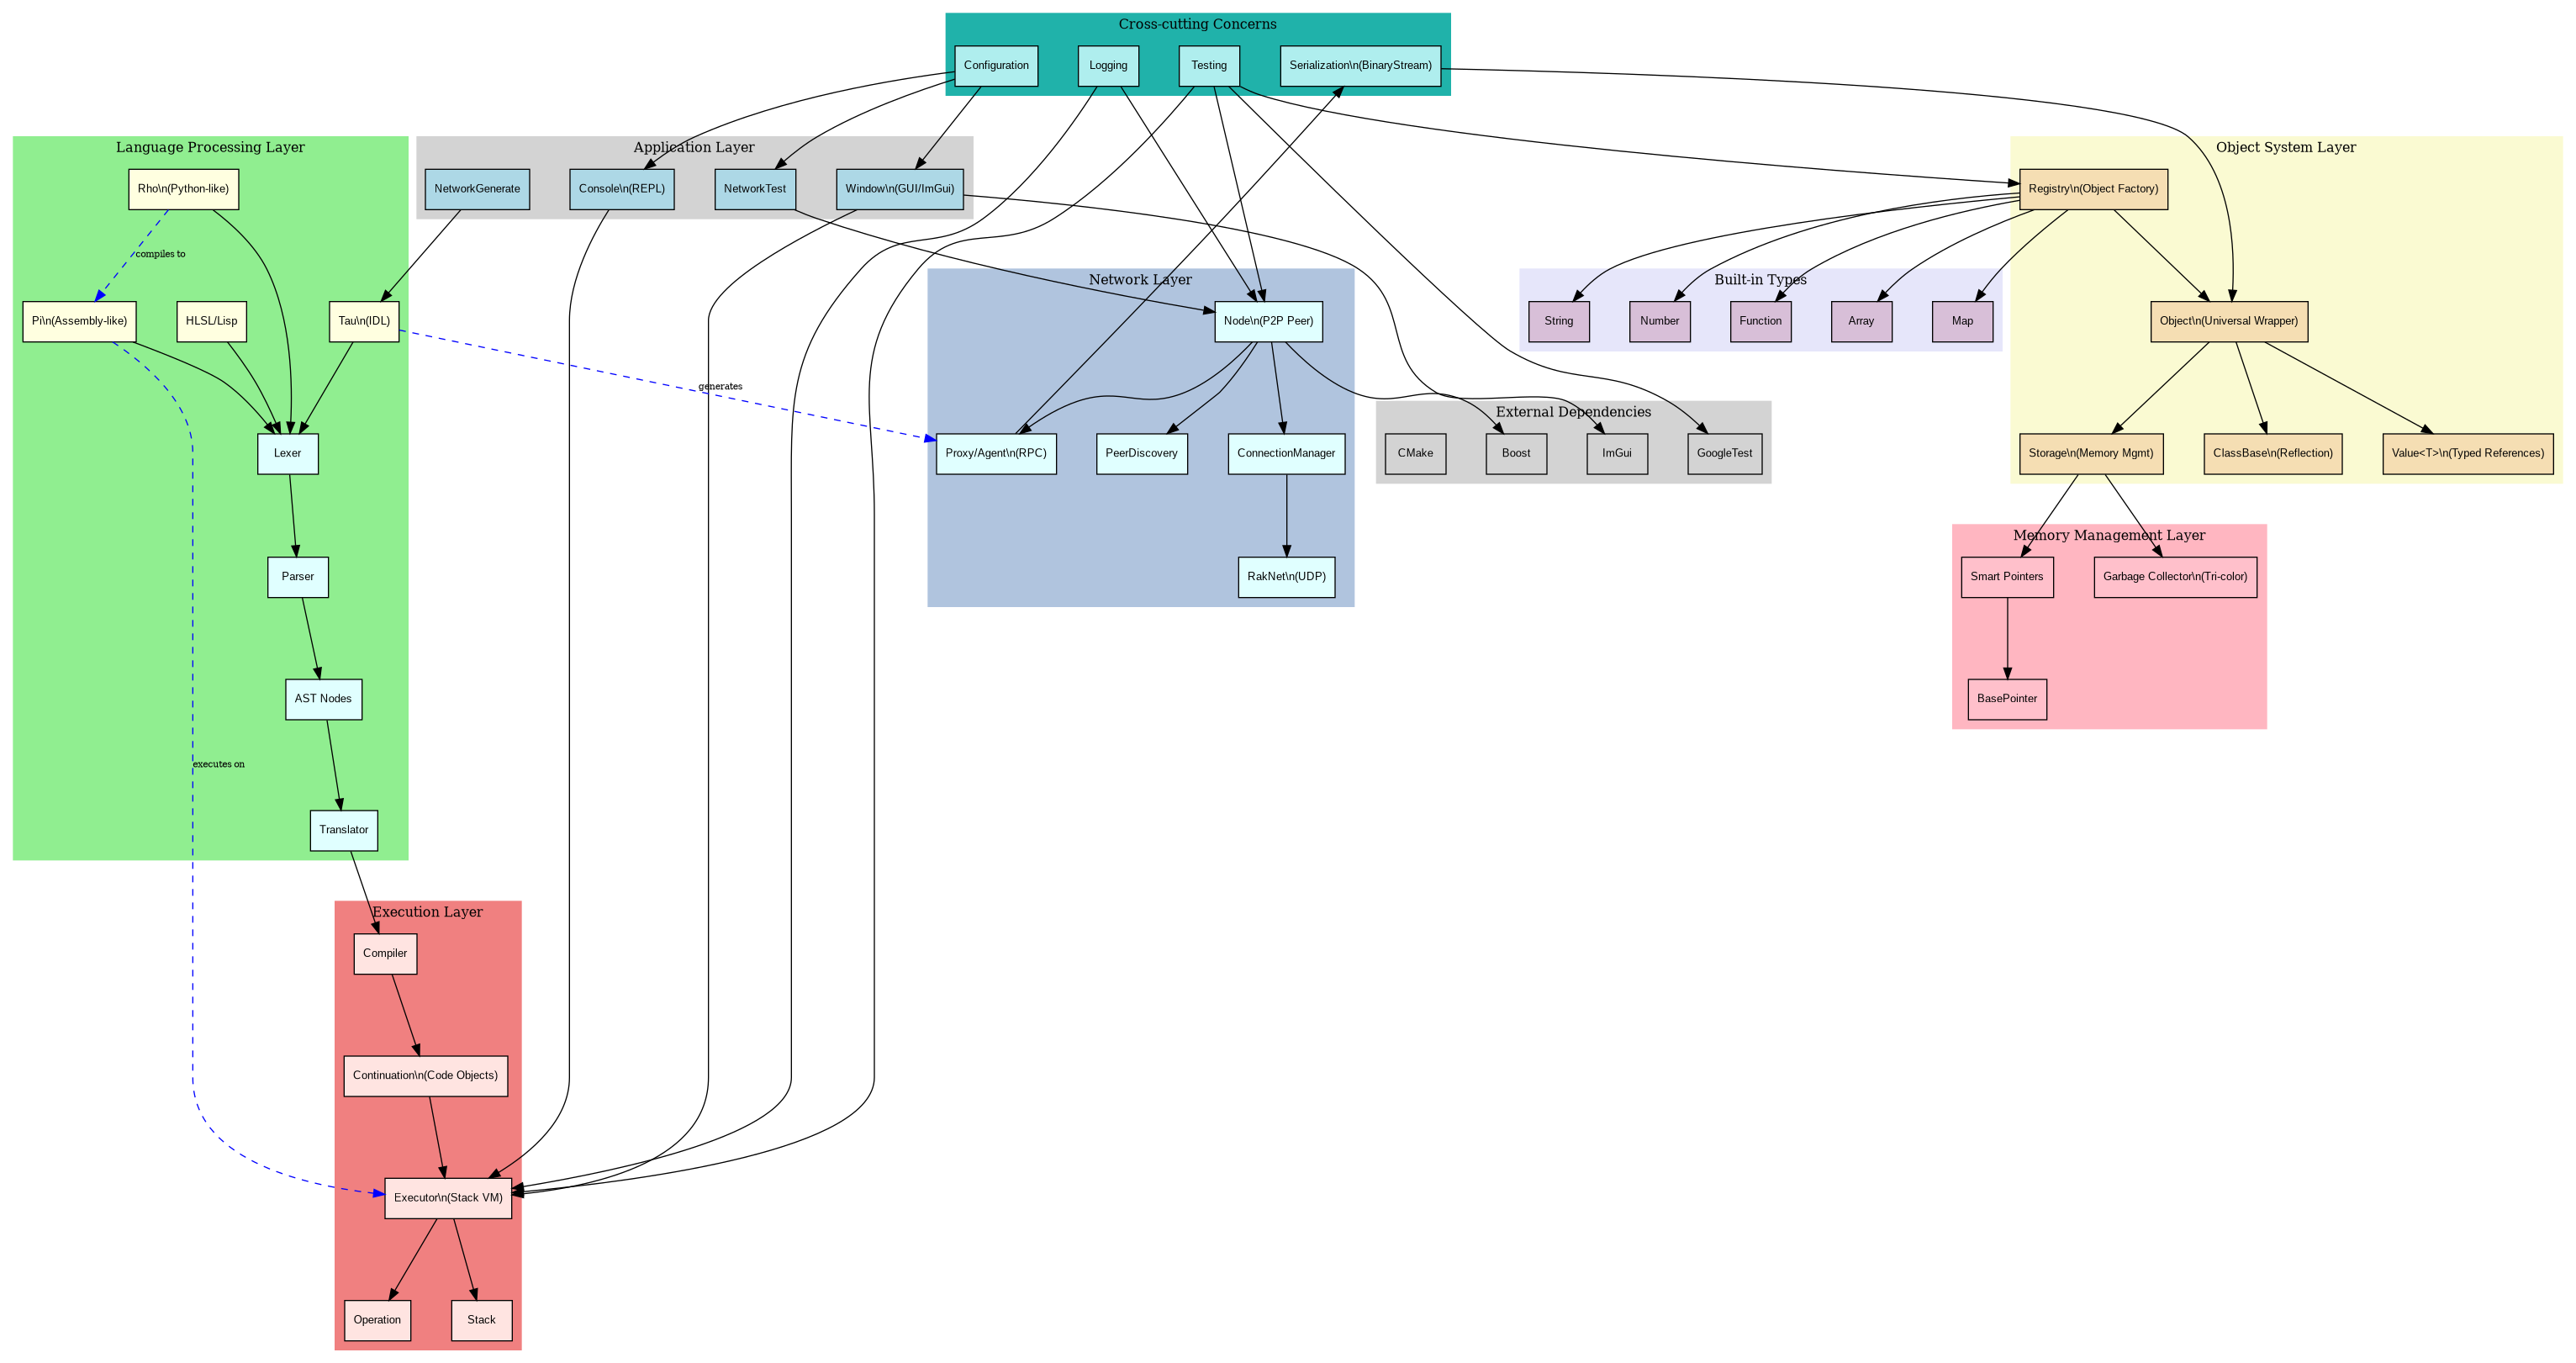 Cross-cutting Concerns
Configuration
Logging
Testing
Serialization\n(BinaryStream)
Language Processing Layer
Rho\n(Python-like)
compiles to
Pi\n(Assembly-like)
HLSL/Lisp
Tau\n(IDL)
Lexer
Parser
AST Nodes
executes on
Translator
Application Layer
NetworkGenerate
Console\n(REPL)
NetworkTest
Window\n(GUI/ImGui)
generates
Network Layer
Node\n(P2P Peer)
Proxy/Agent\n(RPC)
PeerDiscovery
ConnectionManager
RakNet\n(UDP)
External Dependencies
CMake
Boost
ImGui
GoogleTest
Built-in Types
String
Number
Function
Array
Map
Object System Layer
Registry\n(Object Factory)
Object\n(Universal Wrapper)
Storage\n(Memory Mgmt)
ClassBase\n(Reflection)
Value<T>\n(Typed References)
Memory Management Layer
Smart Pointers
Garbage Collector\n(Tri-color)
BasePointer
Execution Layer
Compiler
Continuation\n(Code Objects)
Executor\n(Stack VM)
Operation
Stack